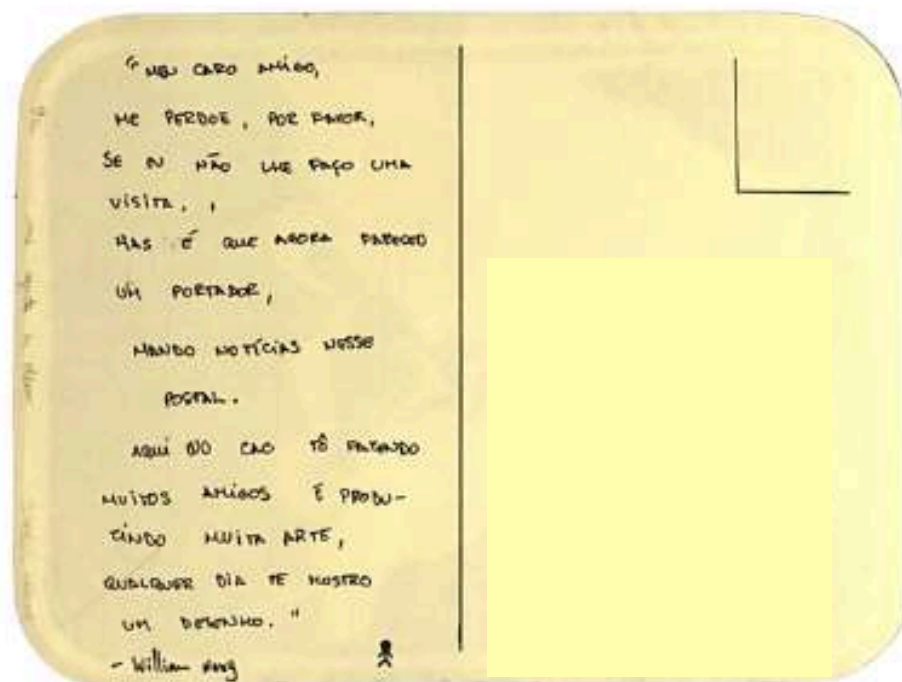 "MEU CARO AMIGO,
ME PERDOE, POR FAVOR,
SE EU NÃO LHE FAÇO UMA
VISITA, ,
MAS É QUE AGORA PARECEO
UM PORTADOR,
MANDO NOTÍCIAS NESSE
POSTAL.
AQUI NO CAO TÔ FAZENDO
MUITOS AMIGOS E PRODU-
ZINDO MUITA ARTE,
QUALQUER DIA TE MOSTRO
UM DESENHO."
- William